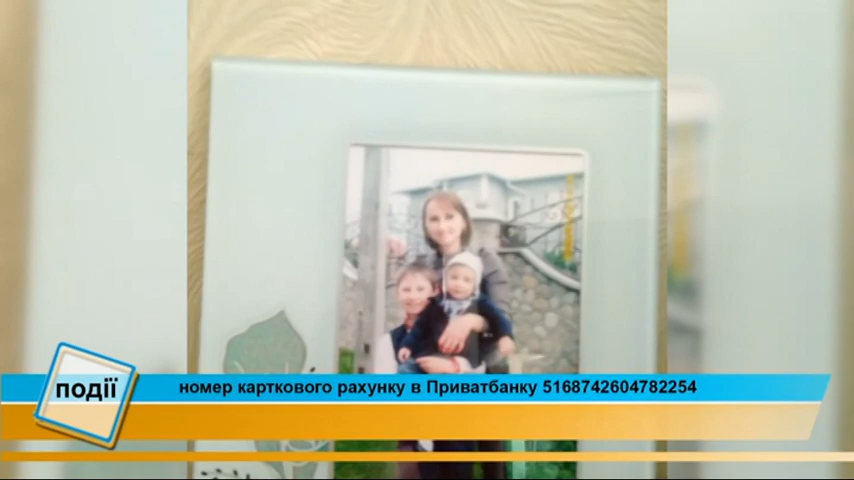 події
номер карткового рахунку в Приватбанку 5168742604782254